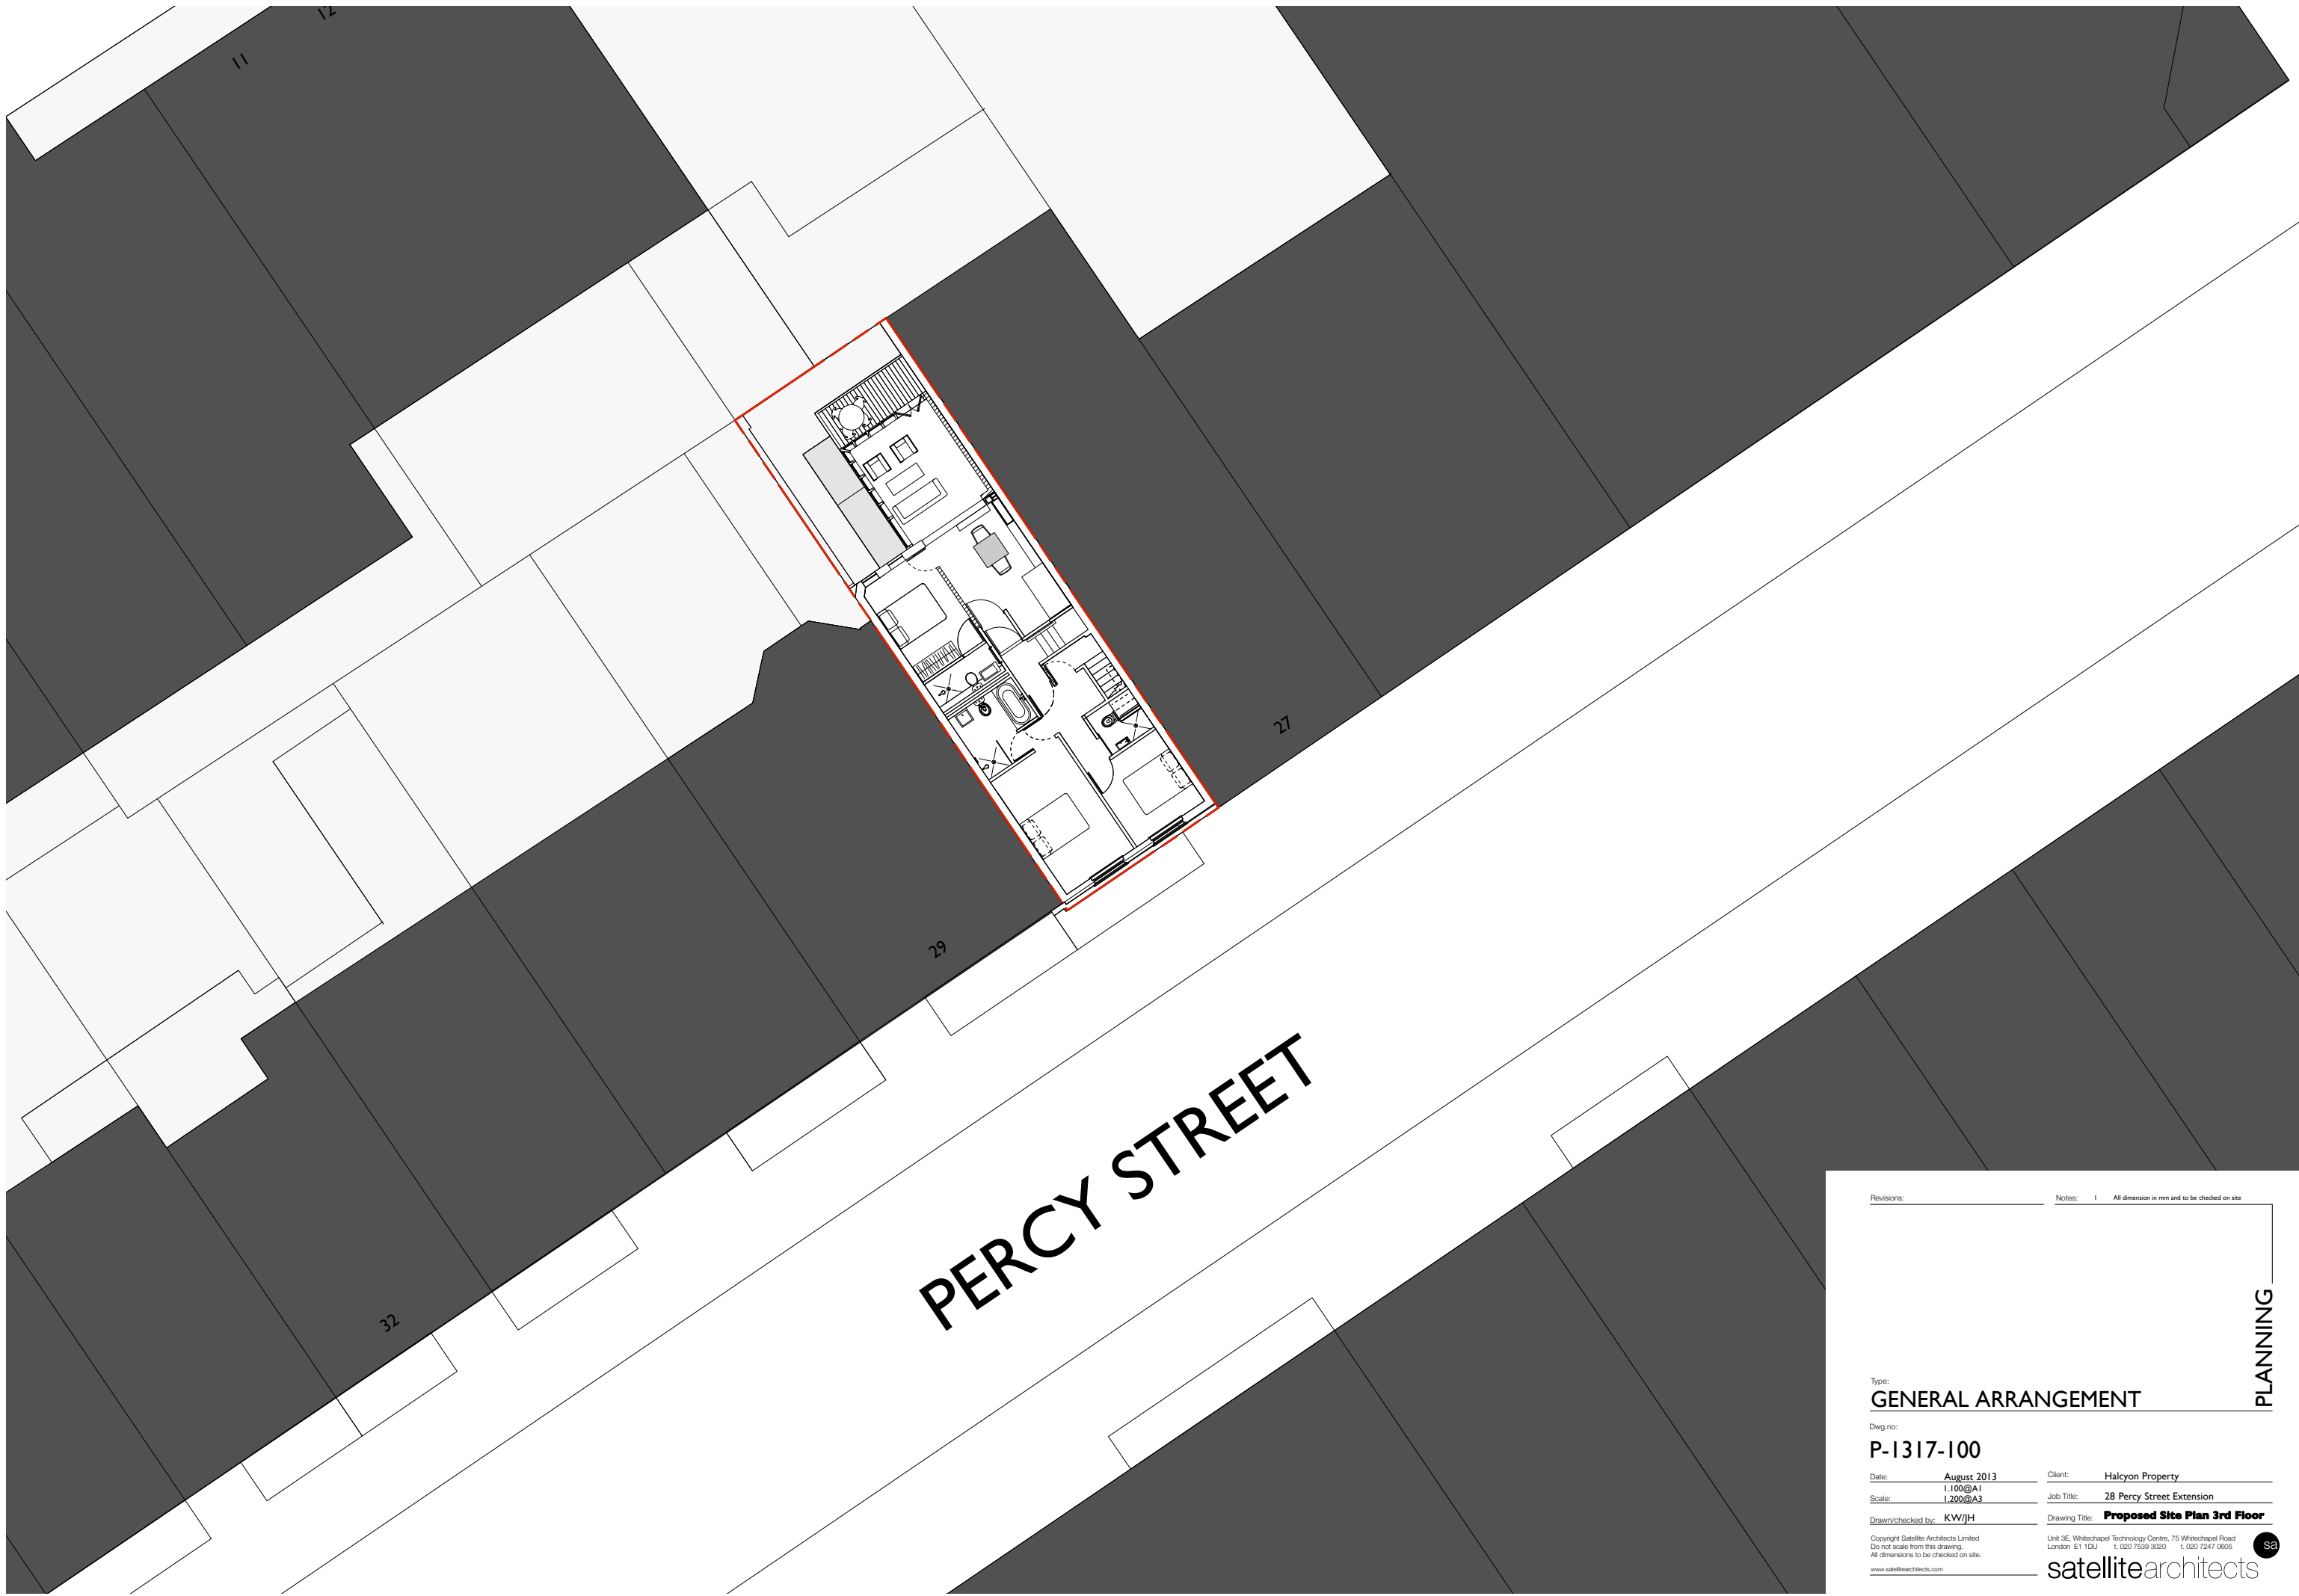 12
11
27
29
PERCY STREET
32
Revisions:
Notes: 1 All dimension in mm and to be checked on site
PLANNING
Type:
GENERAL ARRANGEMENT
Dwg.no:
P-1317-100
Date: August 2013
Client: Halcyon Property
1.100@A1
Scale: 1.200@A3
Job Title: 28 Percy Street Extension
Drawn/checked by: KW/JH
Drawing Title: Proposed Site Plan 3rd Floor
Copyright Satellite Architects Limited
Do not scale from this drawing.
All dimensions to be checked on site.
www.satellitearchitects.com
Unit 3E, Whitechapel Technology Centre, 75 Whitechapel Road
London E1 1DU t. 020 7539 3020 f. 020 7247 0605
sa
satellitearchitects